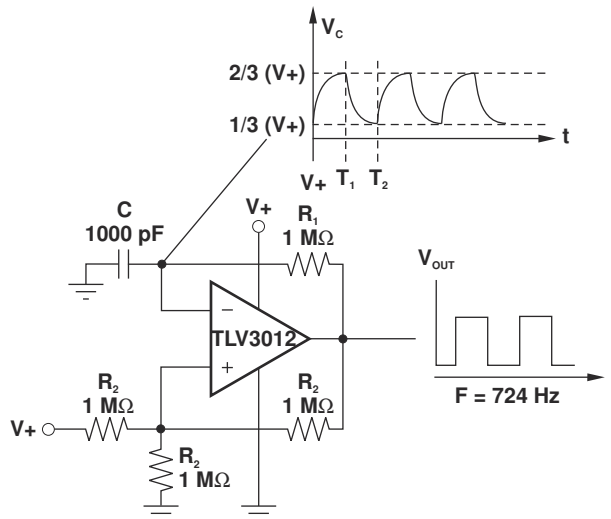 V_C
2/3 (V+)
1/3 (V+)
t
V+ T_1 T_2
C
1000 pF
V+
R_1
1 MΩ
V_OUT
−
TLV3012
+
R_2
1 MΩ
R_2
1 MΩ
F = 724 Hz
V+
R_2
1 MΩ